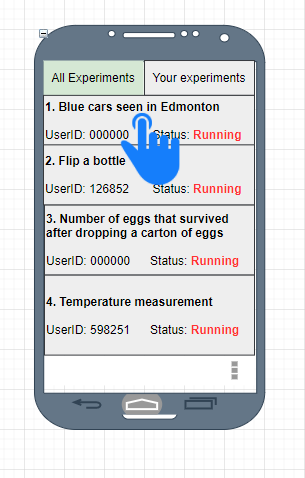 All Experiments
Your experiments
1. Blue cars seen in Edmonton
UserID: 000000 Status: Running
2. Flip a bottle
UserID: 126852 Status: Running
3. Number of eggs that survived
after dropping a carton of eggs
UserID: 000000 Status: Running
4. Temperature measurement
UserID: 598251 Status: Running